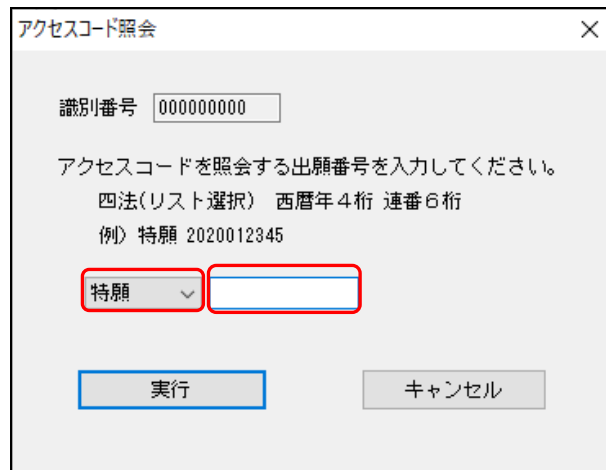 アクセスコード照会
識別番号 000000000
アクセスコードを照会する出願番号を入力してください。
四法(リスト選択) 西暦年４桁 連番６桁
例) 特願 2020012345
特願
実行 キャンセル